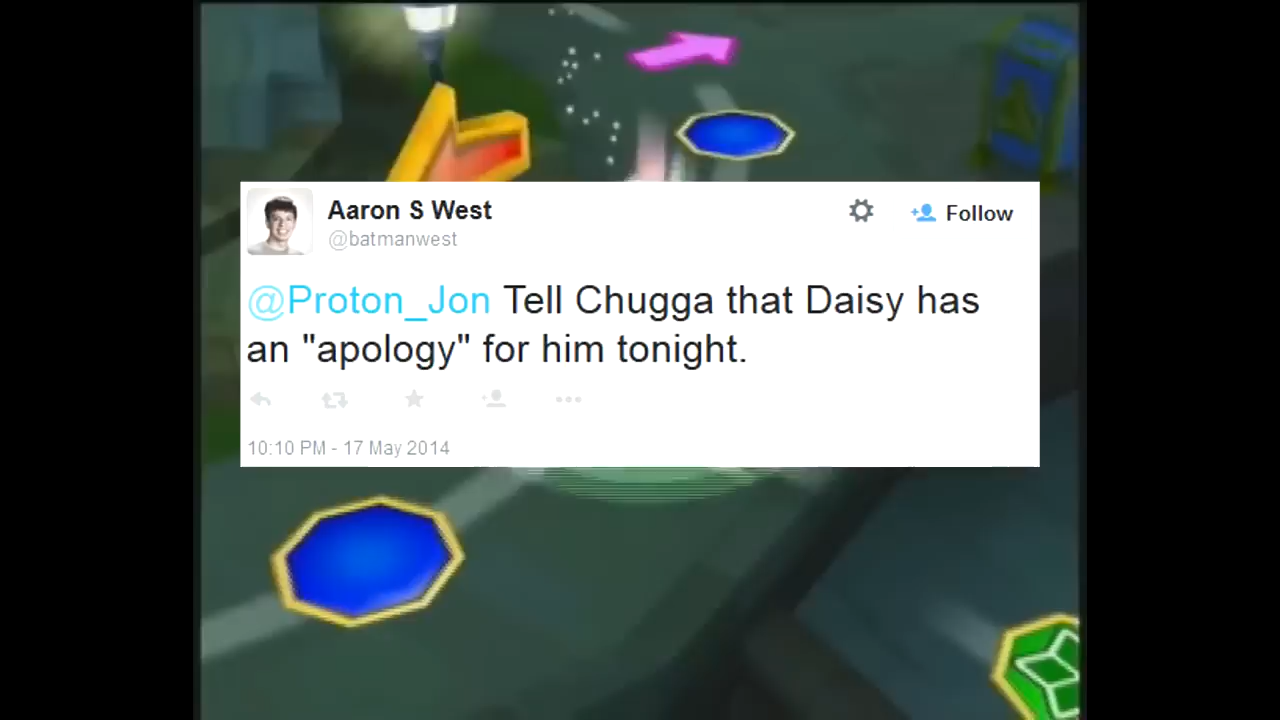 Aaron S West
Follow
@batmanwest
@Proton_Jon Tell Chugga that Daisy has
an "apology" for him tonight.
10:10 PM - 17 May 2014